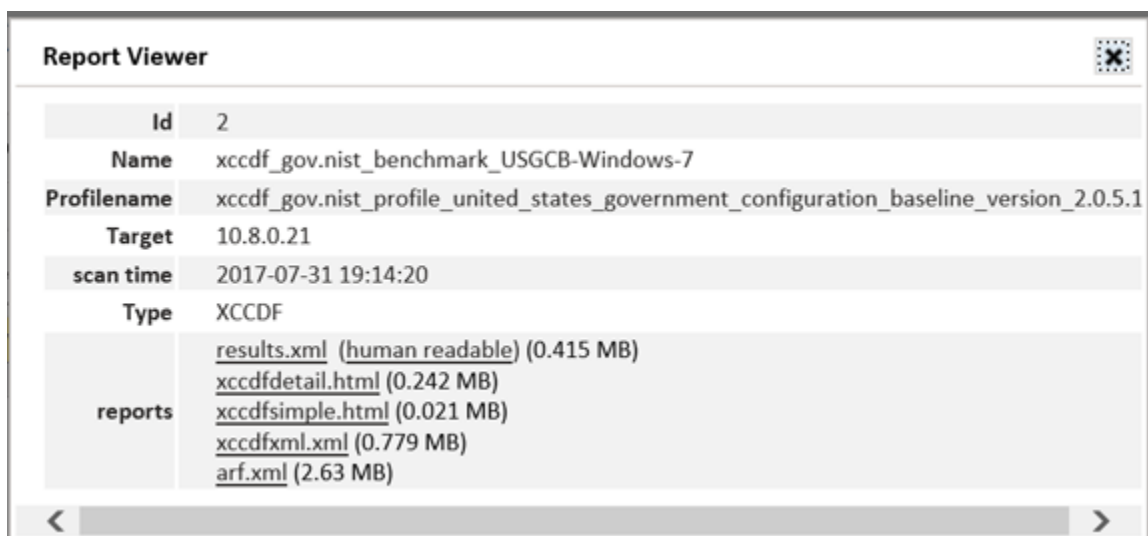 Report Viewer
Id 2
Name xccdf_gov.nist_benchmark_USGCB-Windows-7
Profilename xccdf_gov.nist_profile_united_states_government_configuration_baseline_version_2.0.5.1
Target 10.8.0.21
scan time 2017-07-31 19:14:20
Type XCCDF
results.xml (human readable) (0.415 MB)
xccdfdetail.html (0.242 MB)
reports xccdfsimple.html (0.021 MB)
xccdfxml.xml (0.779 MB)
arf.xml (2.63 MB)